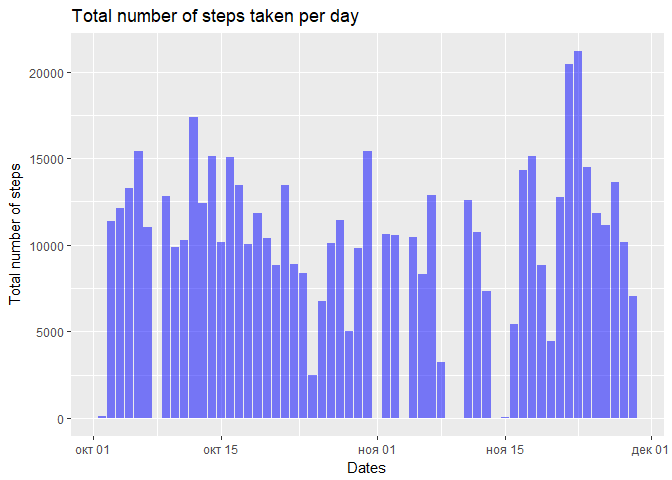 Total number of steps taken per day
Total number of steps
20000
15000
10000
5000
0
окт 01
окт 15
ноя 01
ноя 15
дек 01
Dates